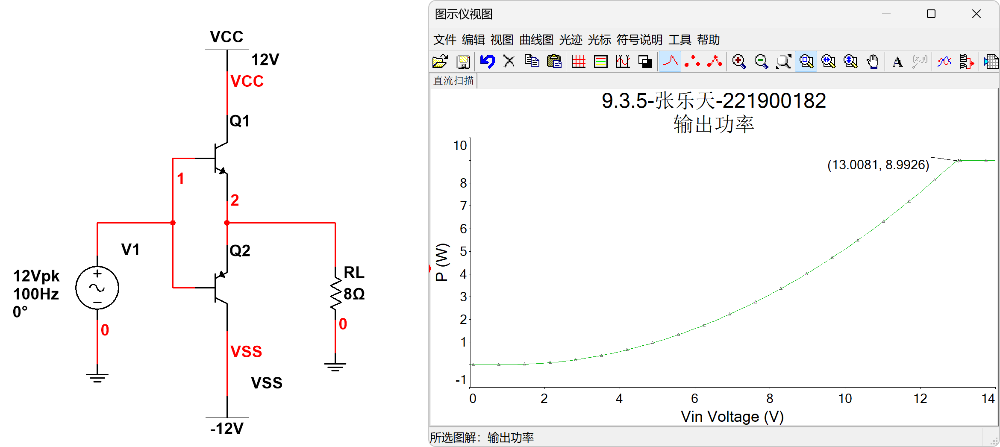 VCC
12V
VCC
Q1
1
2
V1
Q2
12Vpk
100Hz
0°
RL
8Ω
0
0
VSS
VSS
-12V
图示仪视图
文件 编辑 视图 曲线图 光迹 光标 符号说明 工具 帮助
直流扫描
9.3.5-张乐天-221900182
输出功率
10
(13.0081, 8.9926)
8
7
6
5
4
3
2
1
-1
P (W)
0 2 4 6 8 10 12 14
Vin Voltage (V)
所选图解：输出功率